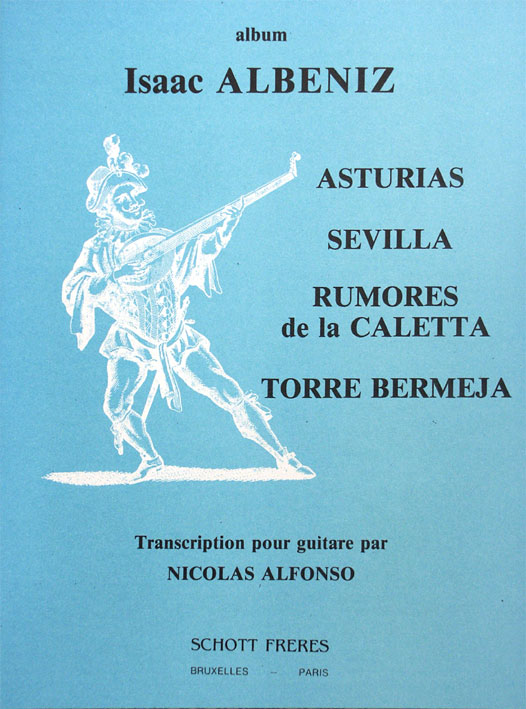 album
Isaac ALBENIZ
ASTURIAS
SEVILLA
RUMORES
de la CALETTA
TORRE BERMEJA
Transcription pour guitare par
NICOLAS ALFONSO
SCHOTT FRERES
BRUXELLES – PARIS